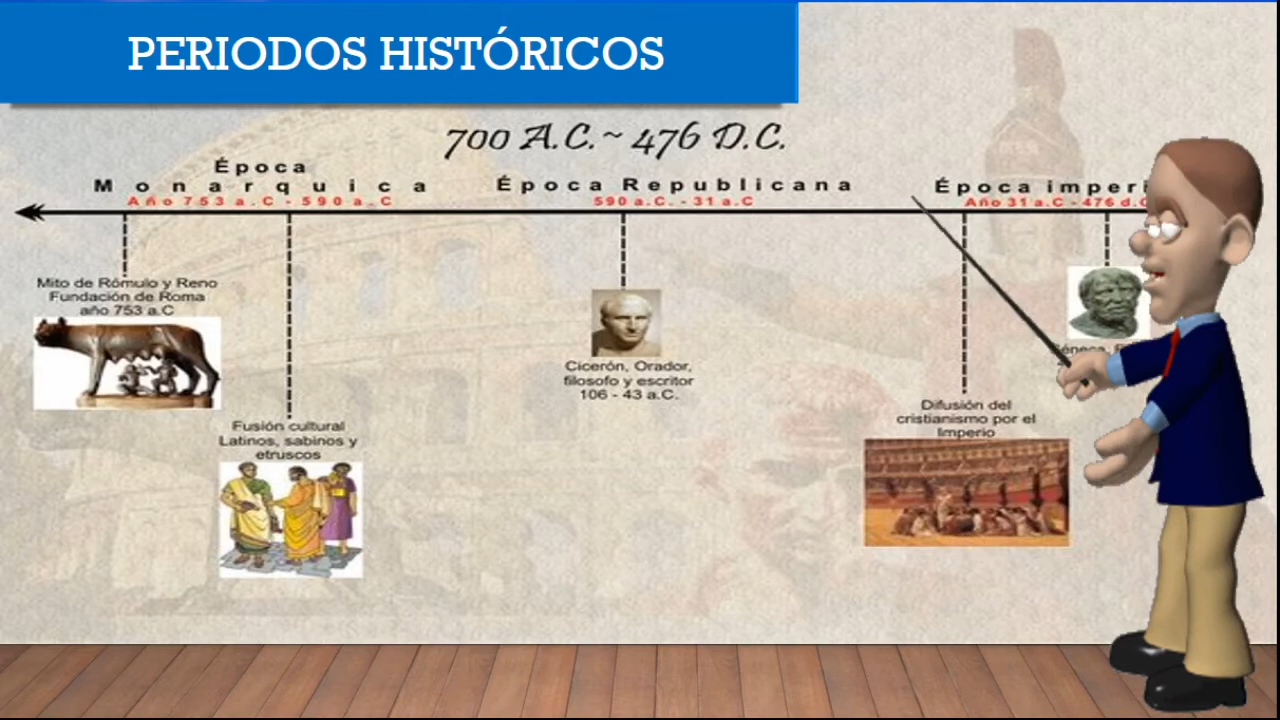 PERIODOS HISTÓRICOS
700 A.C. ~ 476 D.C.
Época
Monarquica
Año 753 a.C - 590 a.C
Época Republicana
590 a.C. - 31 a.C
Época imperi
Año 31 a.C - 476 d.C
Mito de Rómulo y Reno
Fundación de Roma
año 753 a.C
Fusión cultural
Latinos, sabinos y
etruscos
Cicerón, Orador,
filosofo y escritor
106 - 43 a.C.
Difusión del
cristianismo por el
Imperio
Séneca,